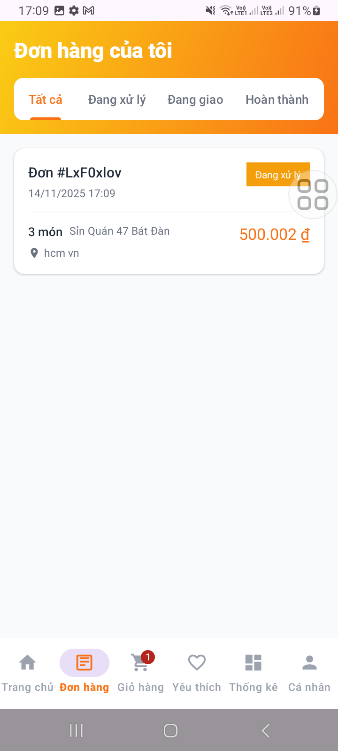 17:09 91%
Đơn hàng của tôi
Tất cả Đang xử lý Đang giao Hoàn thành
Đơn #LxF0xlov Đang xử lý
14/11/2025 17:09
3 món Sỉn Quán 47 Bát Đàn 500.002 ₫
hcm vn
1
Trang chủ Đơn hàng Giỏ hàng Yêu thích Thống kê Cá nhân